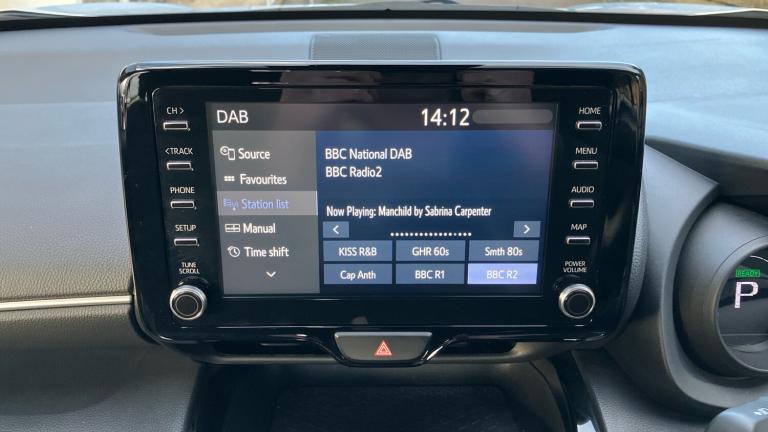 CH >
< TRACK
PHONE
SETUP
TUNE
SCROLL
DAB
14:12
Source
Favourites
Station list
Manual
Time shift
BBC National DAB
BBC Radio2
Now Playing: Manchild by Sabrina Carpenter
< >
KISS R&B GHR 60s Smth 80s
Cap Anth BBC R1 BBC R2
HOME
MENU
AUDIO
MAP
POWER
VOLUME
READY
P